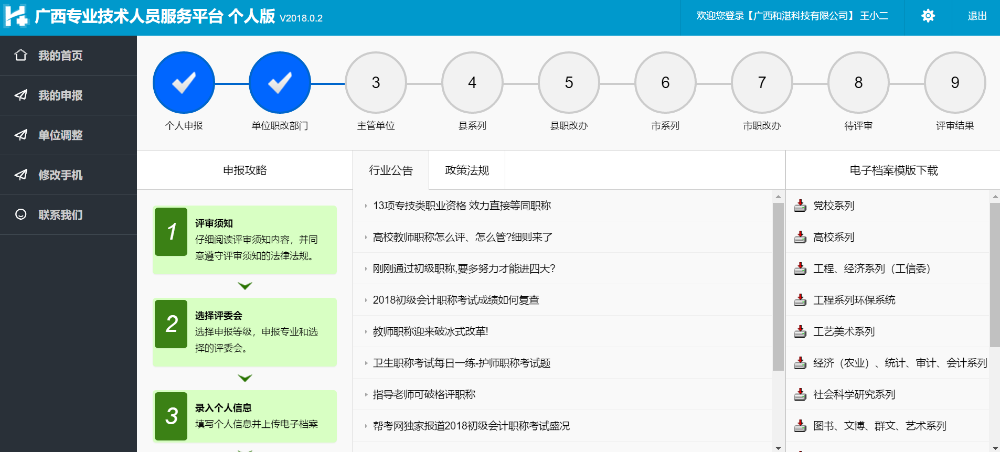 广西专业技术人员服务平台 个人版 V2018.0.2
欢迎您登录【广西和湛科技有限公司】 王小二
退出
我的首页
我的申报
单位调整
修改手机
联系我们
3
4
5
6
7
8
9
个人申报
单位职改部门
主管单位
县系列
县职改办
市系列
市职改办
待评审
评审结果
申报攻略
1
评审须知
仔细阅读评审须知内容，并同
意遵守评审须知的法律法规。
2
选择评委会
选择申报等级，申报专业和选
择的评委会。
3
录入个人信息
填写个人信息并上传电子档案
行业公告
政策法规
13项专技类职业资格 效力直接等同职称
高校教师职称怎么评、怎么管?细则来了
刚刚通过初级职称,要多努力才能进四大?
2018初级会计职称考试成绩如何复查
教师职称迎来破冰式改革!
卫生职称考试每日一练-护师职称考试题
指导老师可破格评职称
帮考网独家报道2018初级会计职称考试盛况
电子档案模版下载
党校系列
高校系列
工程、经济系列（工信委）
工程系列环保系统
工艺美术系列
经济（农业）、统计、审计、会计系列
社会科学研究系列
图书、文博、群文、艺术系列